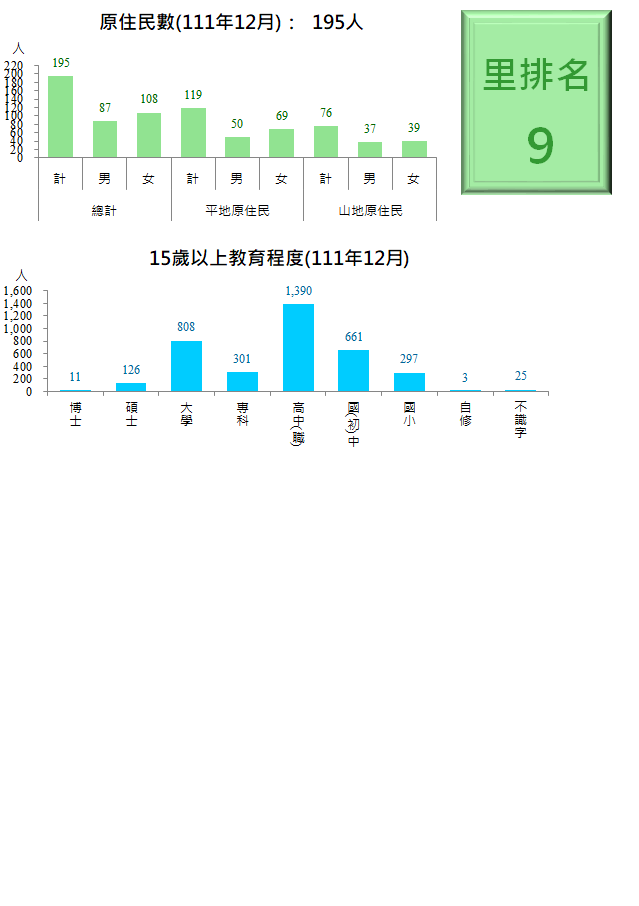 原住民數(111年12月)： 195人
里排名
9
人
220
200
180
160
140
120
100
80
60
40
20
0
195
87
108
119
50
69
76
37
39
計 男 女 計 男 女 計 男 女
總計 平地原住民 山地原住民
15歲以上教育程度(111年12月)
人
1,600
1,400
1,200
1,000
800
600
400
200
0
11
126
808
301
1,390
661
297
3
25
博士
碩士
大學
專科
高中(職)
國(初)中
國小
自修
不識字